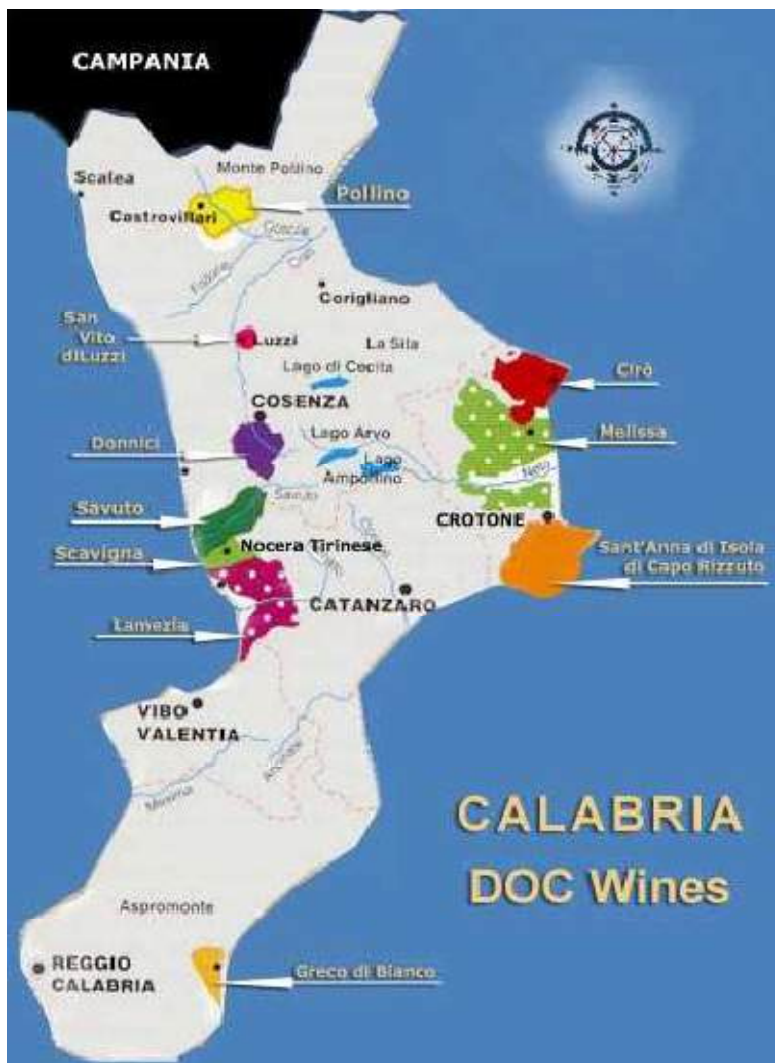 CAMPANIA
Scalea
Monte Pollino
Pollino
Castrovillari
Corigliano
San
Vito
diLuzzi
Luzzi
La Sila
Lago di Cecita
Cirò
COSENZA
Lago Arvo
Melissa
Donnici
Lago
Ampollino
Neto
Savuto
Savuto
CROTONE
Nocera Tirinese
Scavigna
Sant'Anna di Isola
di Capo Rizzuto
CATANZARO
Lamezia
VIBO
VALENTIA
CALABRIA
DOC Wines
Aspromonte
REGGIO
CALABRIA
Greco di Bianco